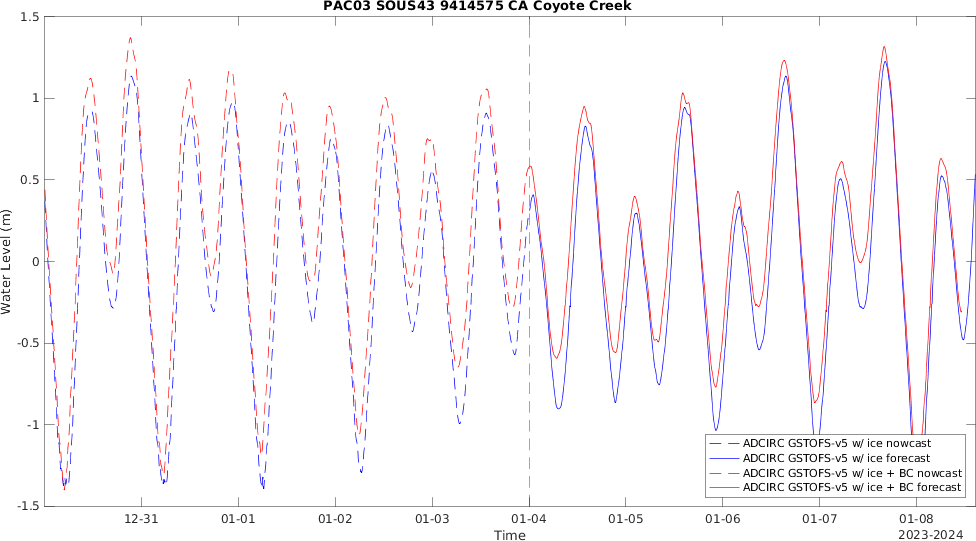 PAC03 SOUS43 9414575 CA Coyote Creek
1.5
1
0.5
0
-0.5
-1
-1.5
Water Level (m)
12-31
01-01
01-02
01-03
01-04
01-05
01-06
01-07
01-08
Time
2023-2024
ADCIRC GSTOFS-v5 w/ ice nowcast
ADCIRC GSTOFS-v5 w/ ice forecast
ADCIRC GSTOFS-v5 w/ ice + BC nowcast
ADCIRC GSTOFS-v5 w/ ice + BC forecast